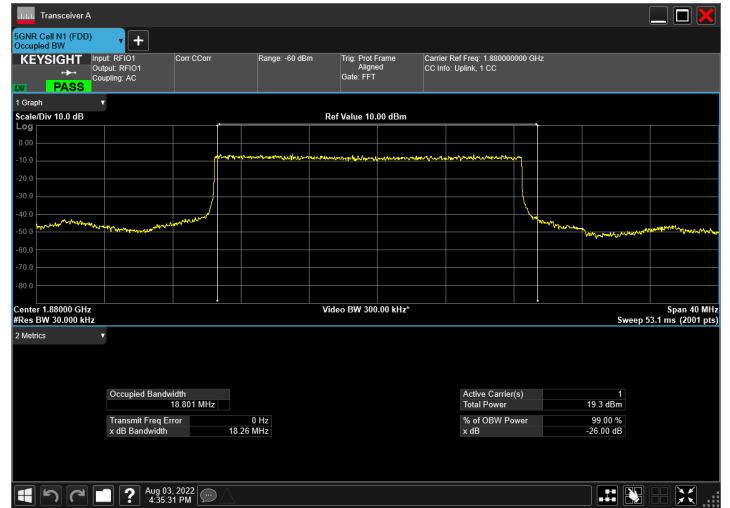 Transceiver A
5GNR Cell N1 (FDD)
Occupied BW
KEYSIGHT
LXI
PASS
Input: RFIO1
Output: RFIO1
Coupling: AC
Corr CCorr
Range: -60 dBm
Trig: Prot Frame
Aligned
Gate: FFT
Carrier Ref Freq: 1.880000000 GHz
CC Info: Uplink, 1 CC
1 Graph
Scale/Div 10.0 dB
Ref Value 10.00 dBm
Log
0.00
-10.0
-20.0
-30.0
-40.0
-50.0
-60.0
-70.0
-80.0
Center 1.88000 GHz
Video BW 300.00 kHz*
Span 40 MHz
#Res BW 30.000 kHz
Sweep 53.1 ms (2001 pts)
2 Metrics
Occupied Bandwidth
18.801 MHz
Transmit Freq Error 0 Hz
x dB Bandwidth 18.26 MHz
Active Carrier(s) 1
Total Power 19.3 dBm
% of OBW Power 99.00 %
x dB -26.00 dB
Aug 03, 2022
4:35:31 PM